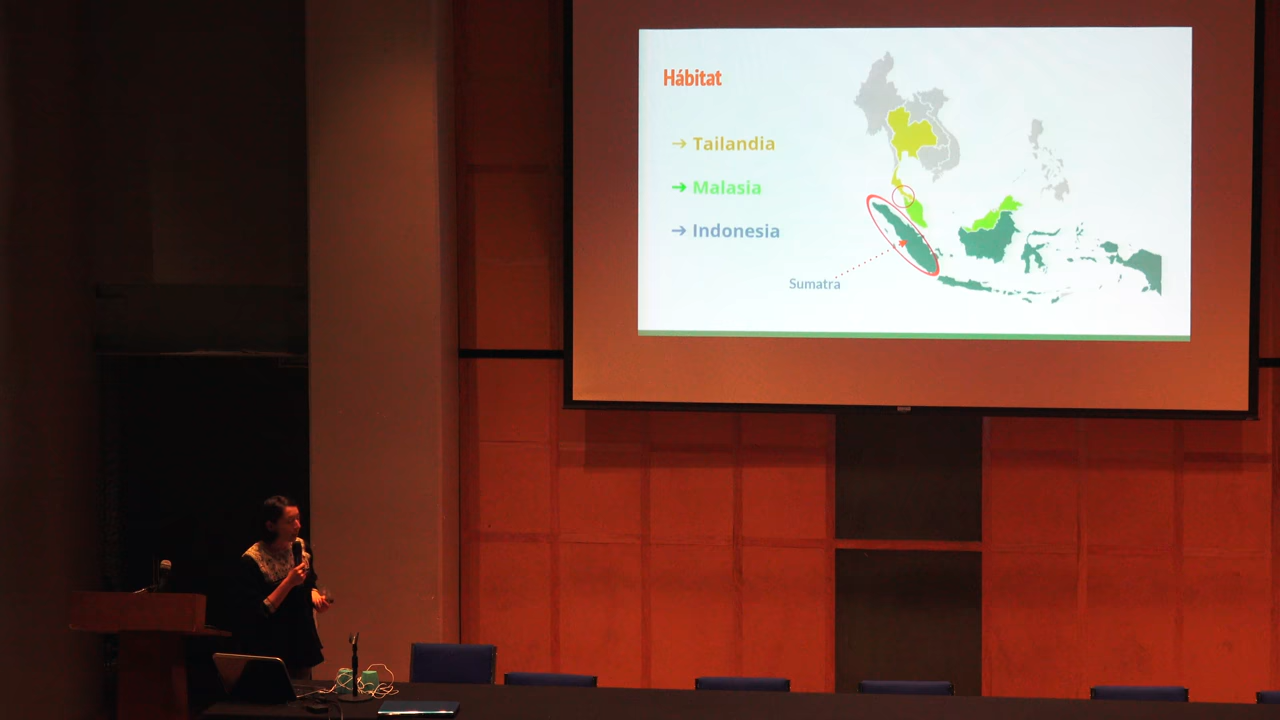 Hábitat
→ Tailandia
→ Malasia
→ Indonesia
Sumatra